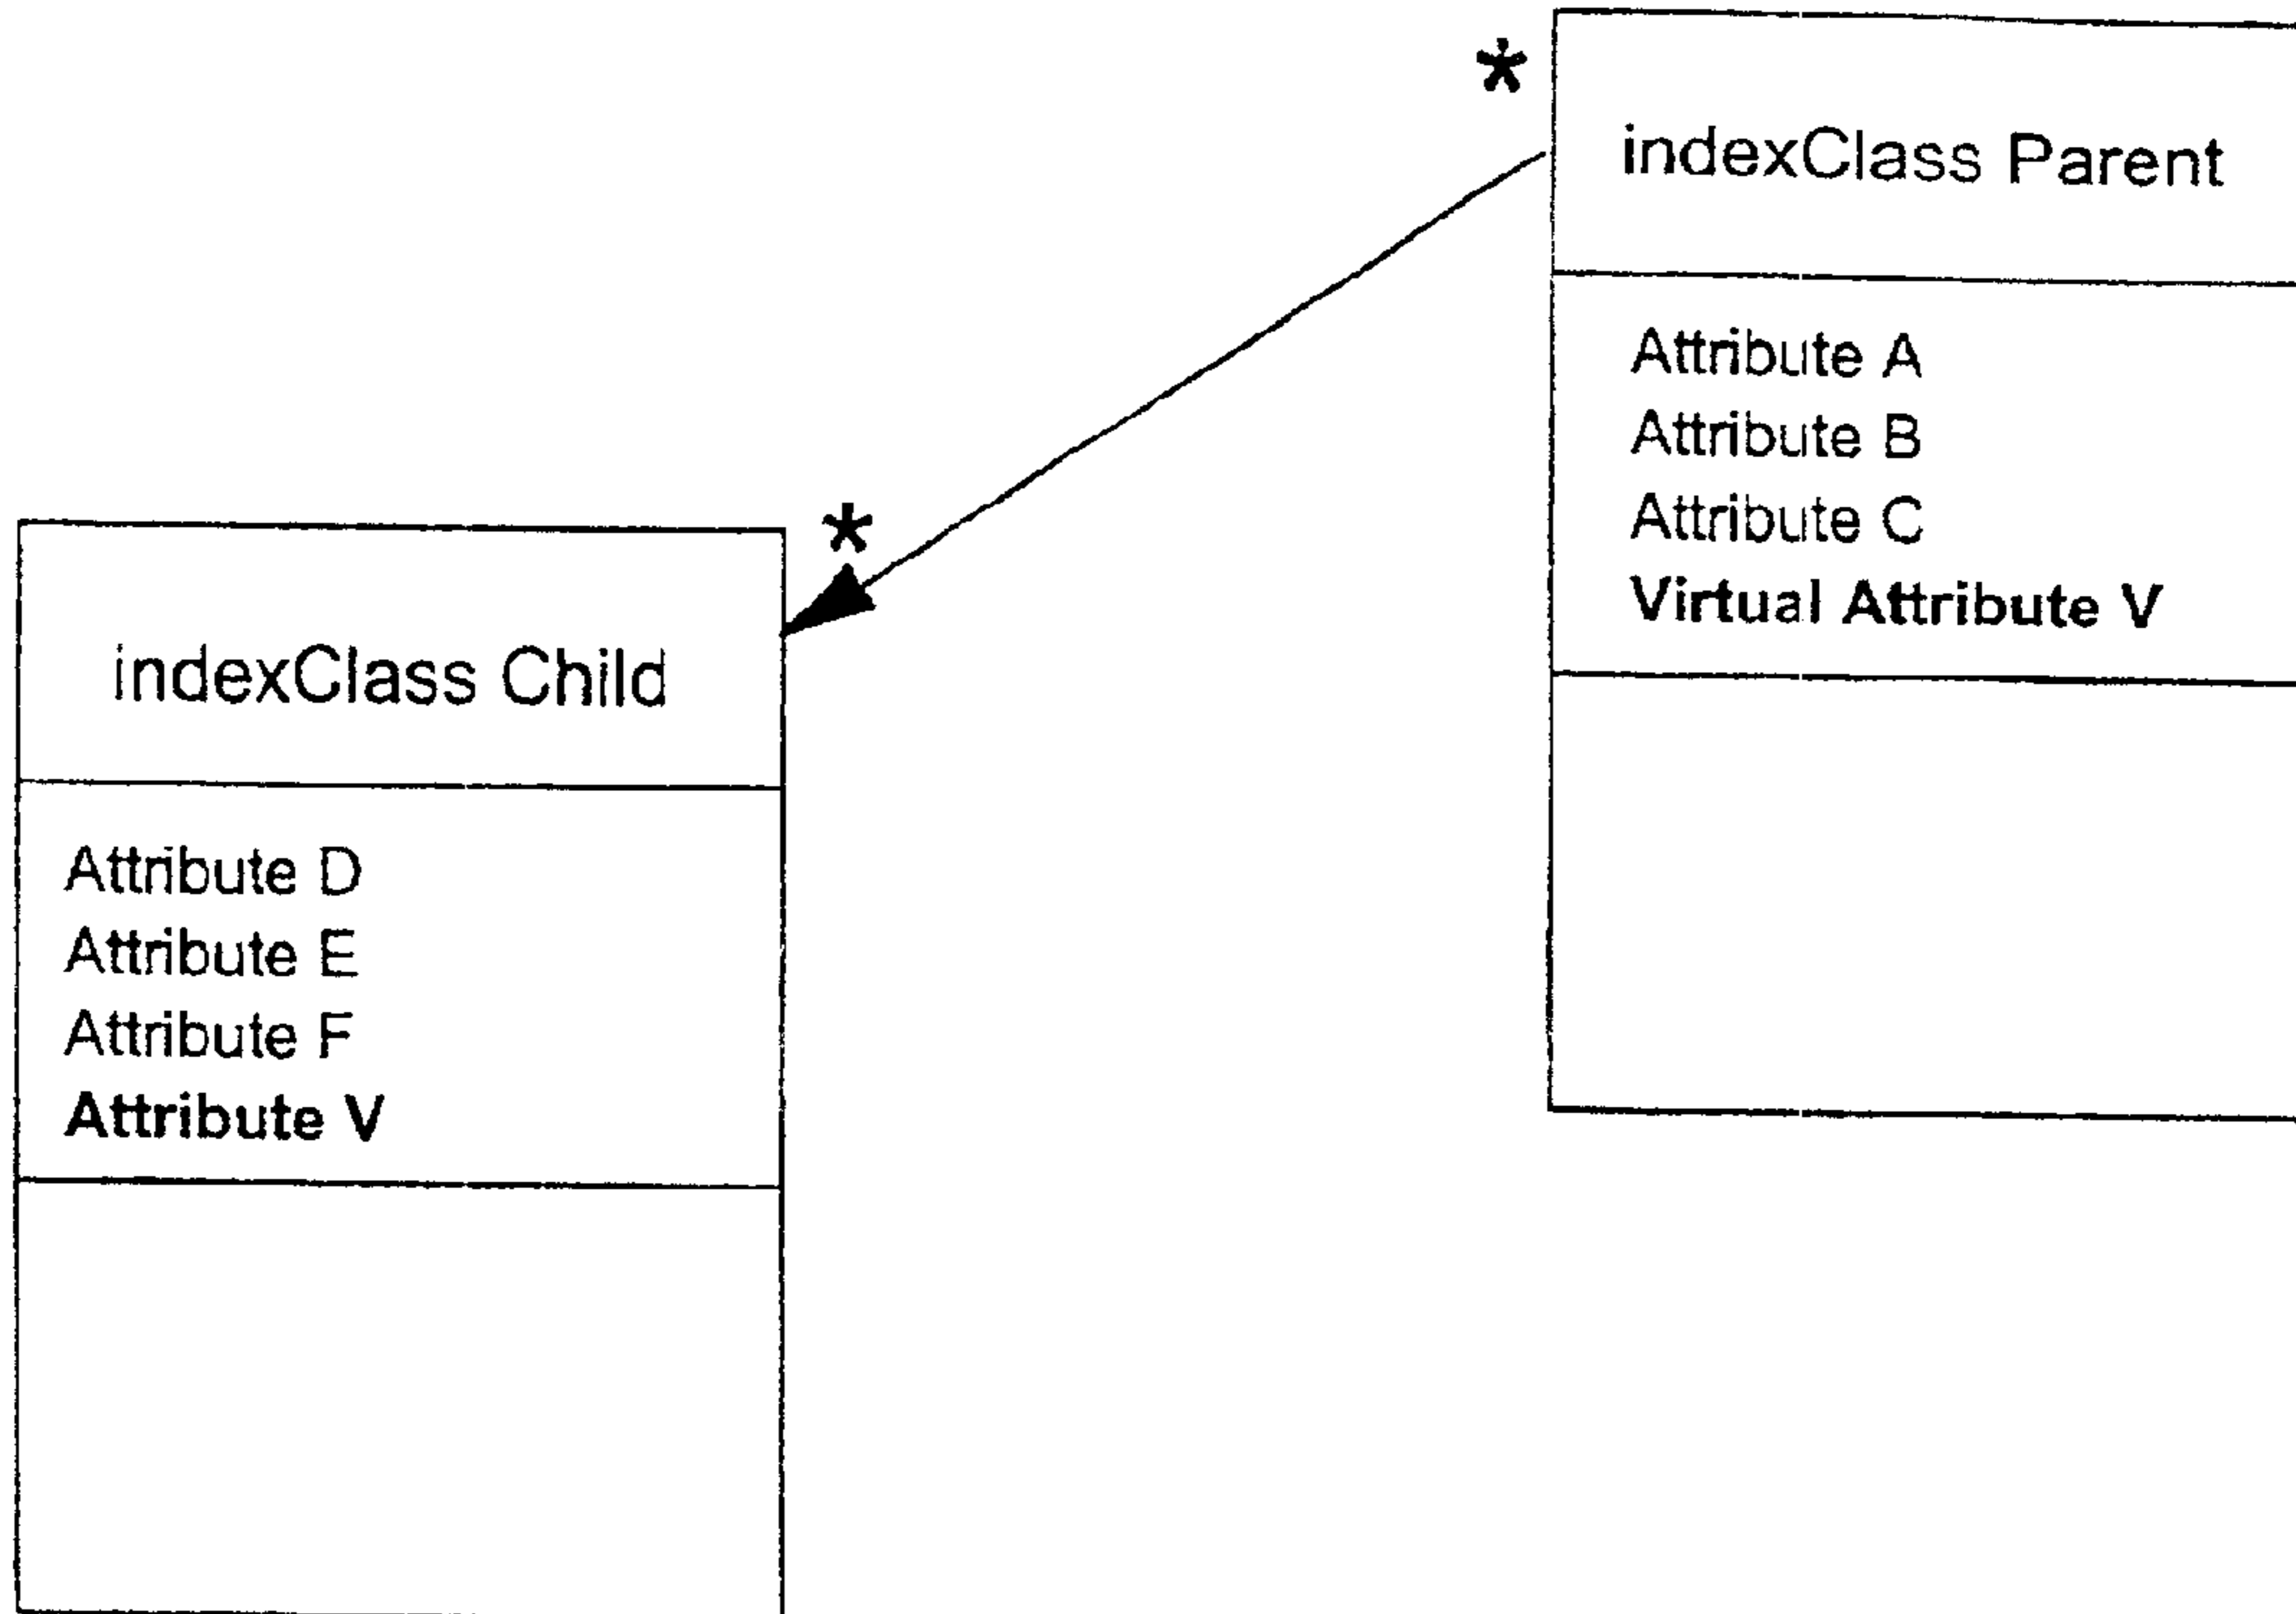 *
indexClass Parent
Attribute A
Attribute B
Attribute C
Virtual Attribute V
*
indexClass Child
Attribute D
Attribute E
Attribute F
Attribute V